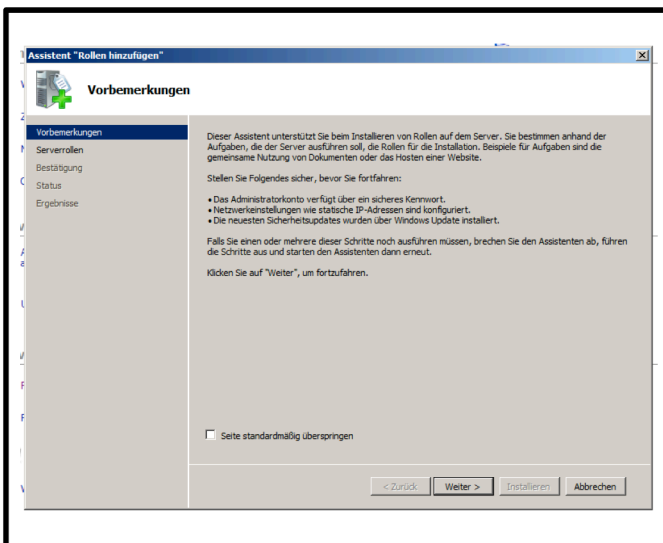 Assistent "Rollen hinzufügen"
Vorbemerkungen
Vorbemerkungen
Serverrollen
Bestätigung
Status
Ergebnisse
Dieser Assistent unterstützt Sie beim Installieren von Rollen auf dem Server. Sie bestimmen anhand der
Aufgaben, die der Server ausführen soll, die Rollen für die Installation. Beispiele für Aufgaben sind die
gemeinsame Nutzung von Dokumenten oder das Hosten einer Website.
Stellen Sie Folgendes sicher, bevor Sie fortfahren:
• Das Administratorkonto verfügt über ein sicheres Kennwort.
• Netzwerkeinstellungen wie statische IP-Adressen sind konfiguriert.
• Die neuesten Sicherheitsupdates wurden über Windows Update installiert.
Falls Sie einen oder mehrere dieser Schritte noch ausführen müssen, brechen Sie den Assistenten ab, führen
die Schritte aus und starten den Assistenten dann erneut.
Klicken Sie auf "Weiter", um fortzufahren.
Seite standardmäßig überspringen
< Zurück Weiter > Installieren Abbrechen